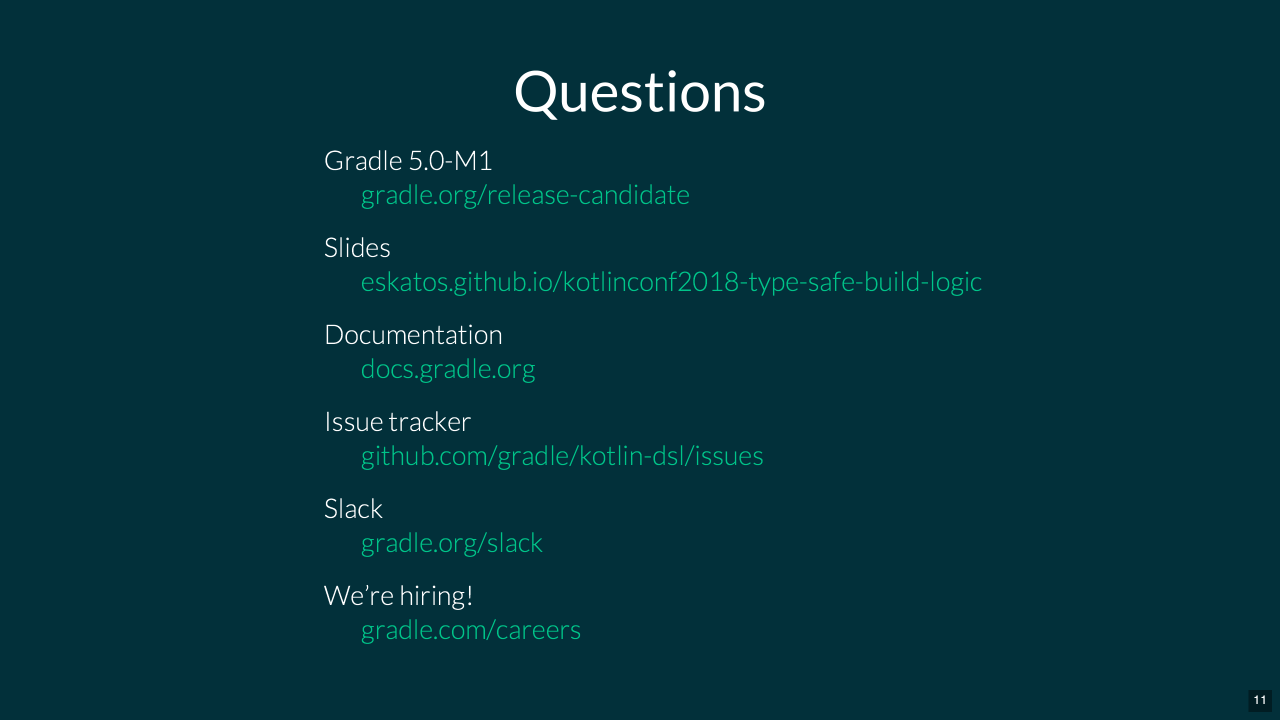 Questions
Gradle 5.0-M1
gradle.org/release-candidate
Slides
eskatos.github.io/kotlinconf2018-type-safe-build-logic
Documentation
docs.gradle.org
Issue tracker
github.com/gradle/kotlin-dsl/issues
Slack
gradle.org/slack
We’re hiring!
gradle.com/careers
11